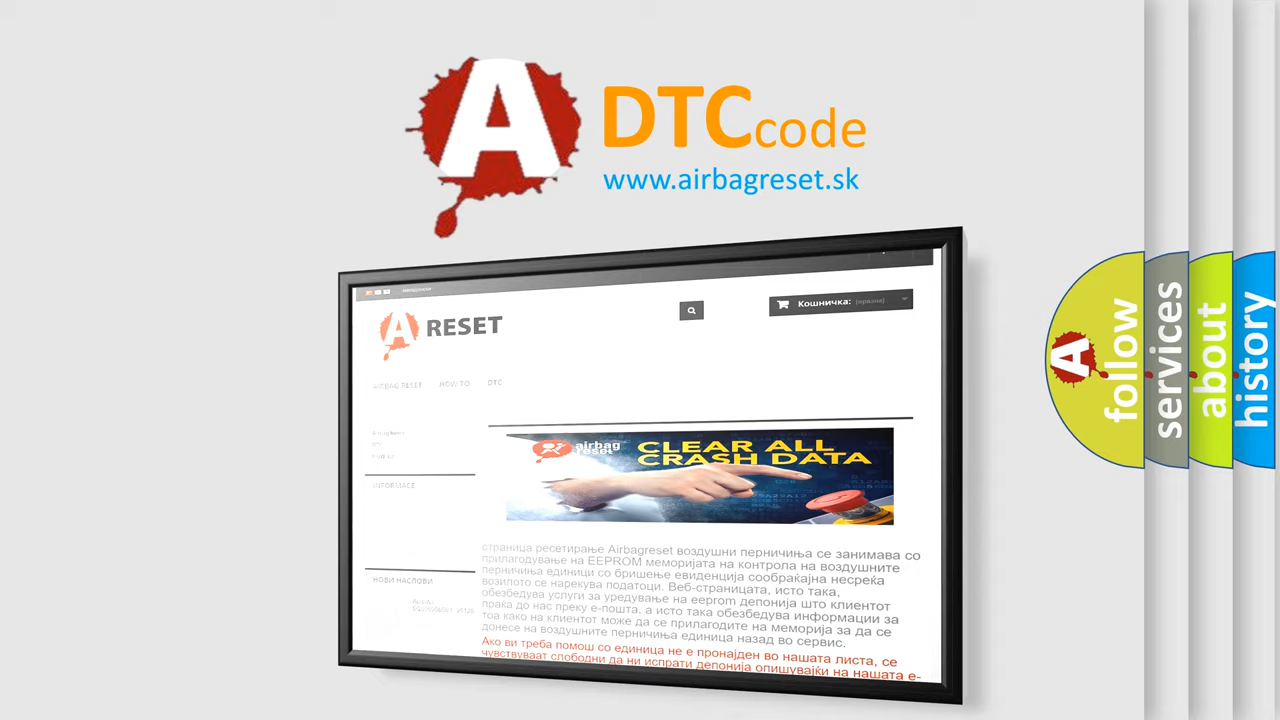 A
DTCcode
www.airbagreset.sk
Кошничка: (празна)
A RESET
AIRBAG RESET HOW TO DTC
INFORMACE
airbag
reset
CLEAR ALL
CRASH DATA
страница ресетирање Airbagreset воздушни перничиња се занимава со
прилагодување на EEPROM меморијата на контрола на воздушните
перничиња единици со бришење евиденција сообраќајна несреќа
возилото се нарекува податоци. Веб-страницата, исто така,
обезбедува услуги за уредување на eeprom депонија што клиентот
праќа до нас преку е-пошта, а исто така обезбедува информации за
тоа како на клиентот може да се прилагодите на меморија за да се
донесе на воздушните перничиња единица назад во сервис.
НОВИ НАСЛОВИ
Ако ви треба помош со единица не е пронајден во нашата листа, се
чувствуваат слободни да ни испрати депонија опишувајќи на нашата е-
A
follow
services
about
history